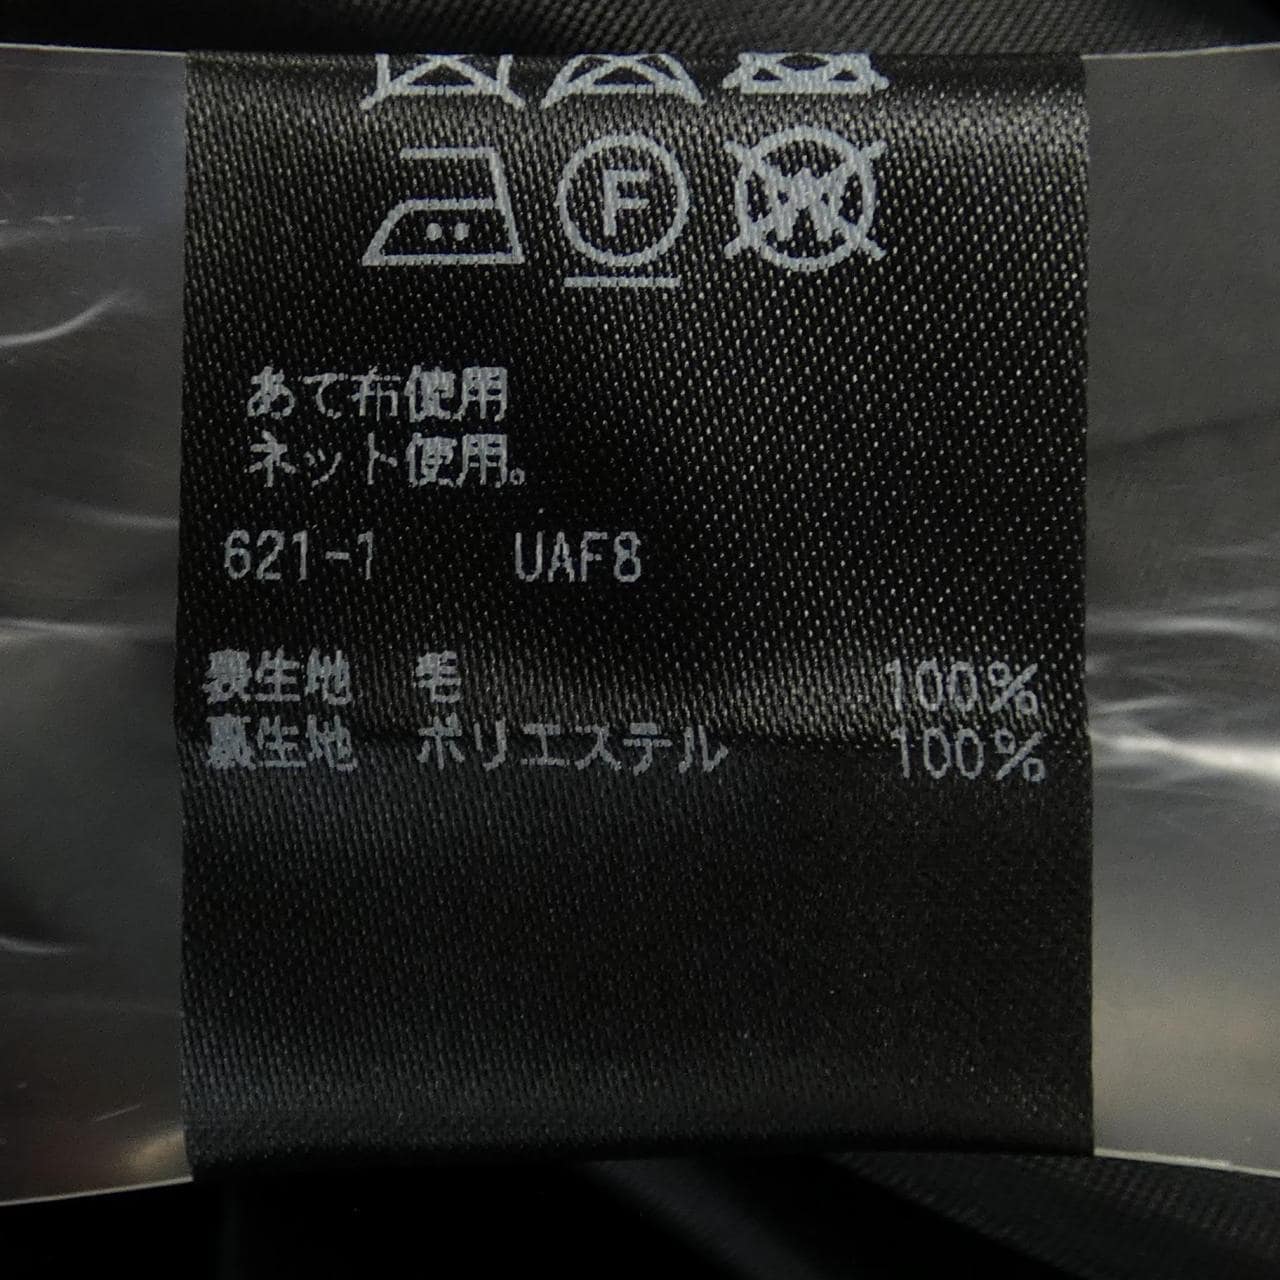 F
W
あて布使用
ネット使用。
621-1 UAF8
表生地 毛 100%
裏生地 ポリエステル 100%